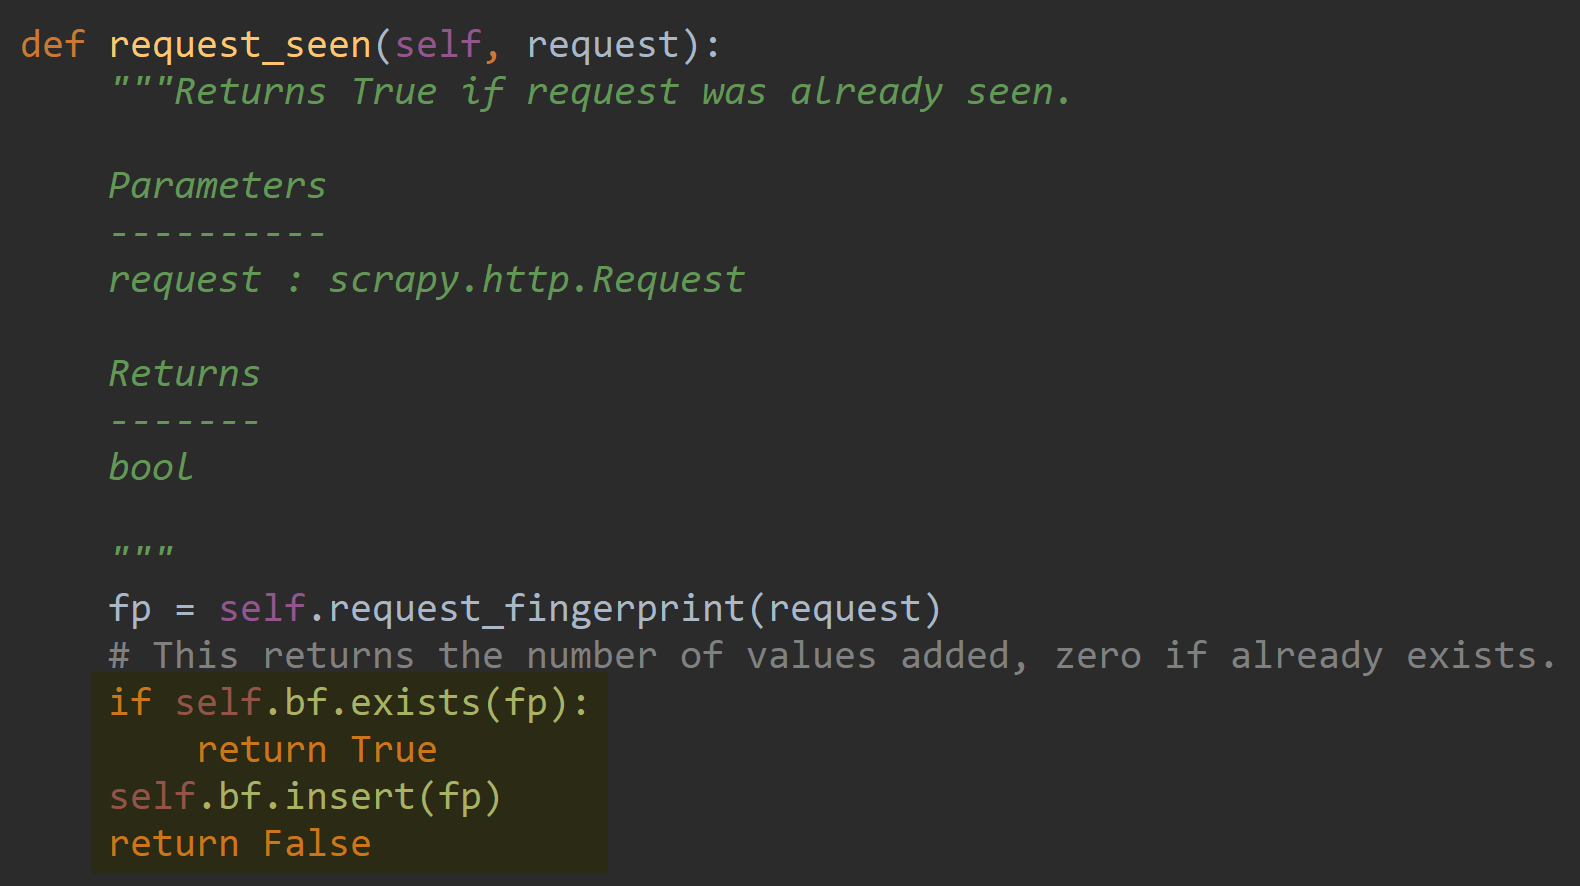 def request_seen(self, request):
    """Returns True if request was already seen.

    Parameters
    ----------
    request : scrapy.http.Request

    Returns
    -------
    bool

    """
    fp = self.request_fingerprint(request)
    # This returns the number of values added, zero if already exists.
    if self.bf.exists(fp):
        return True
    self.bf.insert(fp)
    return False